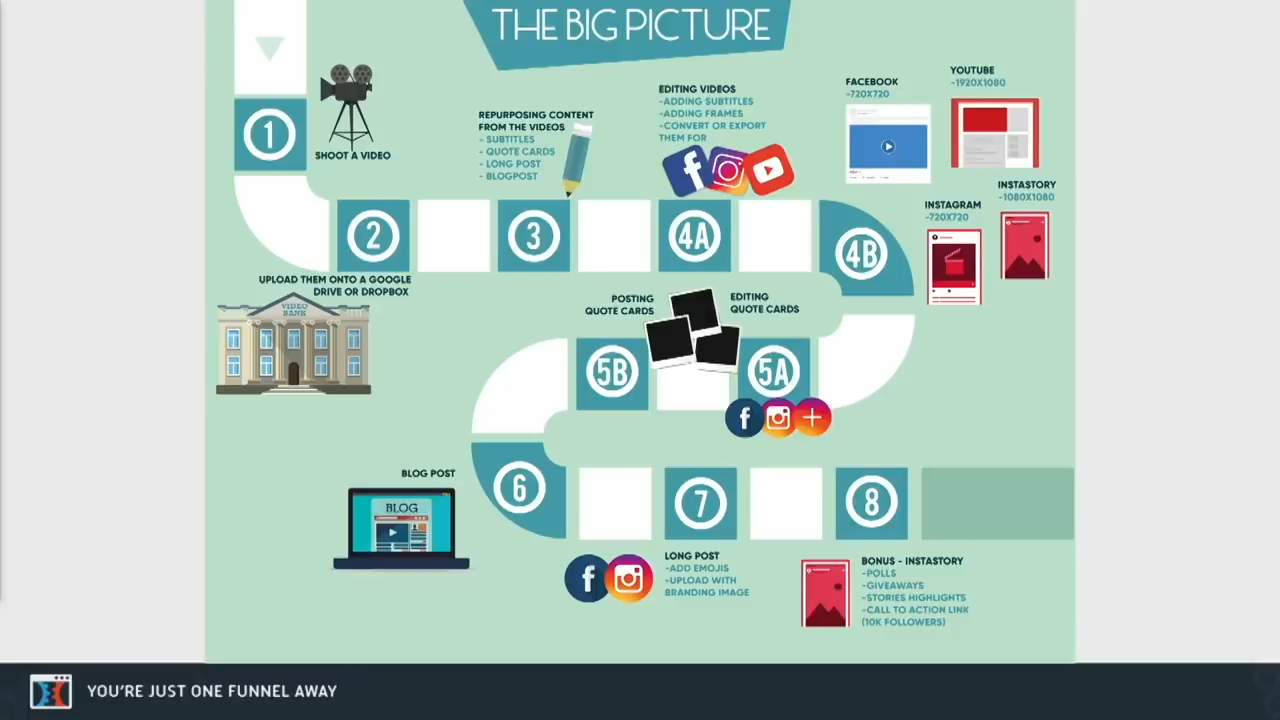 THE BIG PICTURE
1
SHOOT A VIDEO
2
UPLOAD THEM ONTO A GOOGLE
DRIVE OR DROPBOX
VIDEO
BANK
REPURPOSING CONTENT
FROM THE VIDEOS
- SUBTITLES
- QUOTE CARDS
- LONG POST
- BLOGPOST
3
EDITING VIDEOS
-ADDING SUBTITLES
-ADDING FRAMES
-CONVERT OR EXPORT
THEM FOR
4A
4B
FACEBOOK
-720X720
YOUTUBE
-1920X1080
INSTAGRAM
-720X720
INSTASTORY
-1080X1080
EDITING
QUOTE CARDS
5A
POSTING
QUOTE CARDS
5B
6
BLOG POST
BLOG
7
LONG POST
-ADD EMOJIS
-UPLOAD WITH
BRANDING IMAGE
8
BONUS - INSTASTORY
-POLLS
-GIVEAWAYS
-STORIES HIGHLIGHTS
-CALL TO ACTION LINK
(10K FOLLOWERS)
YOU'RE JUST ONE FUNNEL AWAY